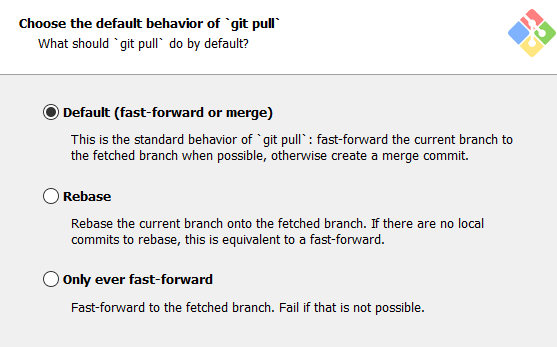 Choose the default behavior of `git pull`
What should `git pull` do by default?
Default (fast-forward or merge)
This is the standard behavior of `git pull`: fast-forward the current branch to
the fetched branch when possible, otherwise create a merge commit.
Rebase
Rebase the current branch onto the fetched branch. If there are no local
commits to rebase, this is equivalent to a fast-forward.
Only ever fast-forward
Fast-forward to the fetched branch. Fail if that is not possible.